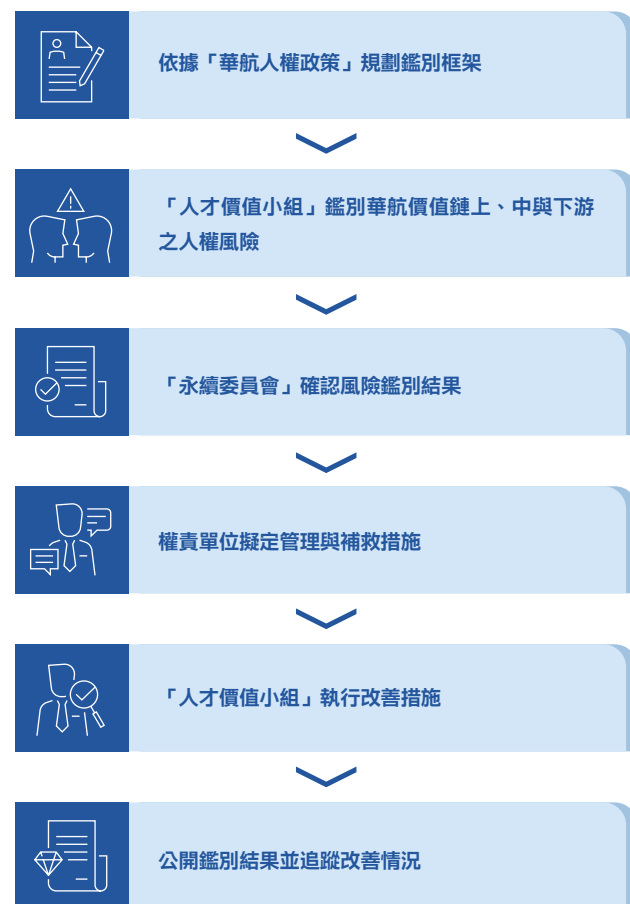 依據「華航人權政策」規劃鑑別框架
「人才價值小組」鑑別華航價值鏈上、中與下游
之人權風險
「永續委員會」確認風險鑑別結果
權責單位擬定管理與補救措施
「人才價值小組」執行改善措施
公開鑑別結果並追蹤改善情況